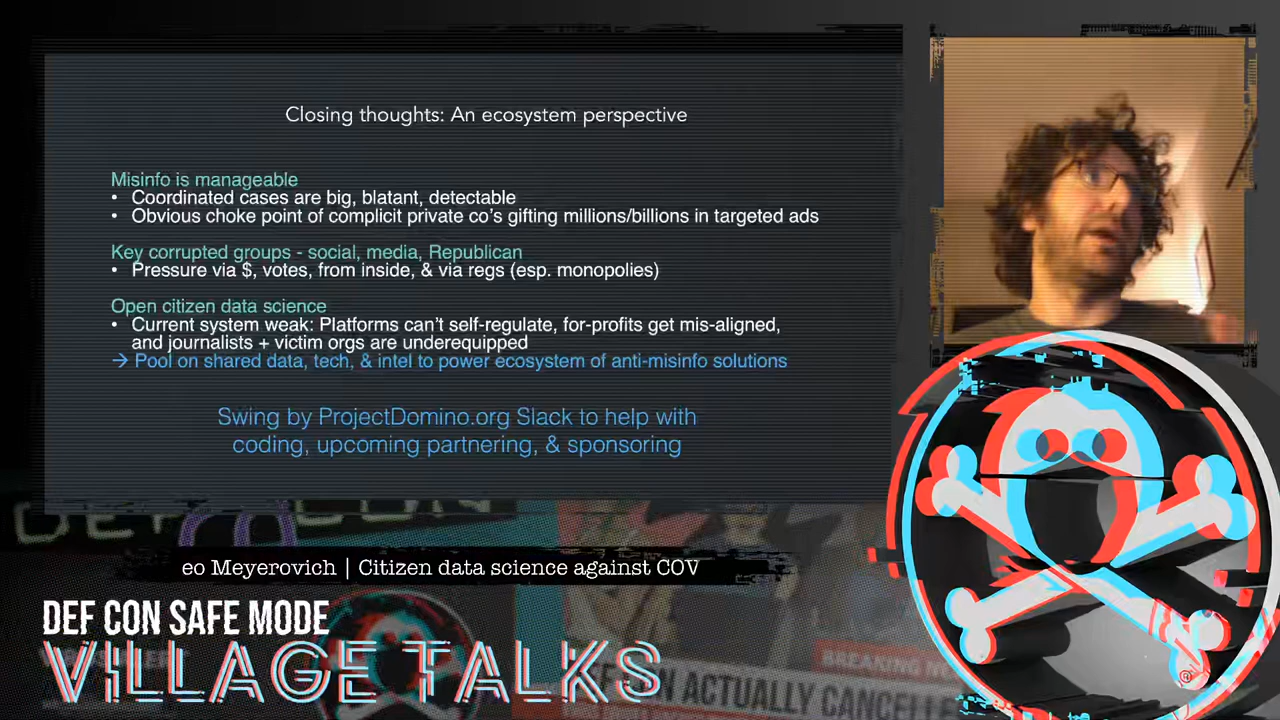 Closing thoughts: An ecosystem perspective
Misinfo is manageable
• Coordinated cases are big, blatant, detectable
• Obvious choke point of complicit private co's gifting millions/billions in targeted ads
Key corrupted groups - social, media, Republican
• Pressure via $, votes, from inside, & via regs (esp. monopolies)
Open citizen data science
• Current system weak: Platforms can't self-regulate, for-profits get mis-aligned,
and journalists + victim orgs are underequipped
→ Pool on shared data, tech, & intel to power ecosystem of anti-misinfo solutions
Swing by ProjectDomino.org Slack to help with
coding, upcoming partnering, & sponsoring
DEF CON
eo Meyerovich | Citizen data science against COV
DEF CON SAFE MODE
VILLAGE TALKS
BREAKING
ACTUALLY